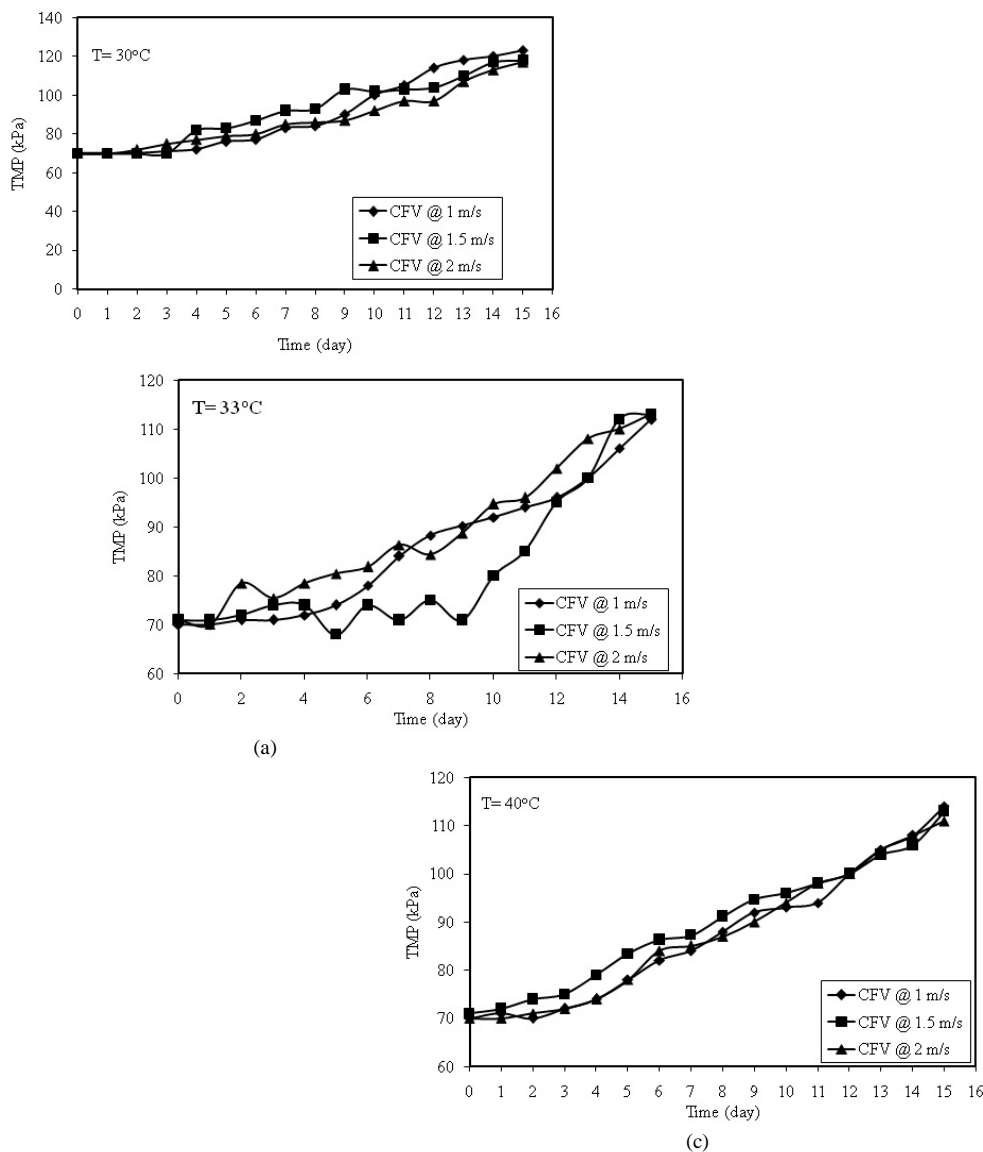 140
120
100
80
60
40
20
0
TMP (kPa)
T= 30°C
CFV @ 1 m/s
CFV @ 1.5 m/s
CFV @ 2 m/s
0 1 2 3 4 5 6 7 8 9 10 11 12 13 14 15 16
Time (day)
120
110
100
90
80
70
60
TMP (kPa)
T= 33°C
CFV @ 1 m/s
CFV @ 1.5 m/s
CFV @ 2 m/s
0 2 4 6 8 10 12 14 16
Time (day)
(a)
120
110
100
90
80
70
60
TMP (kPa)
T= 40°C
CFV @ 1 m/s
CFV @ 1.5 m/s
CFV @ 2 m/s
0 1 2 3 4 5 6 7 8 9 10 11 12 13 14 15 16
Time (day)
(c)